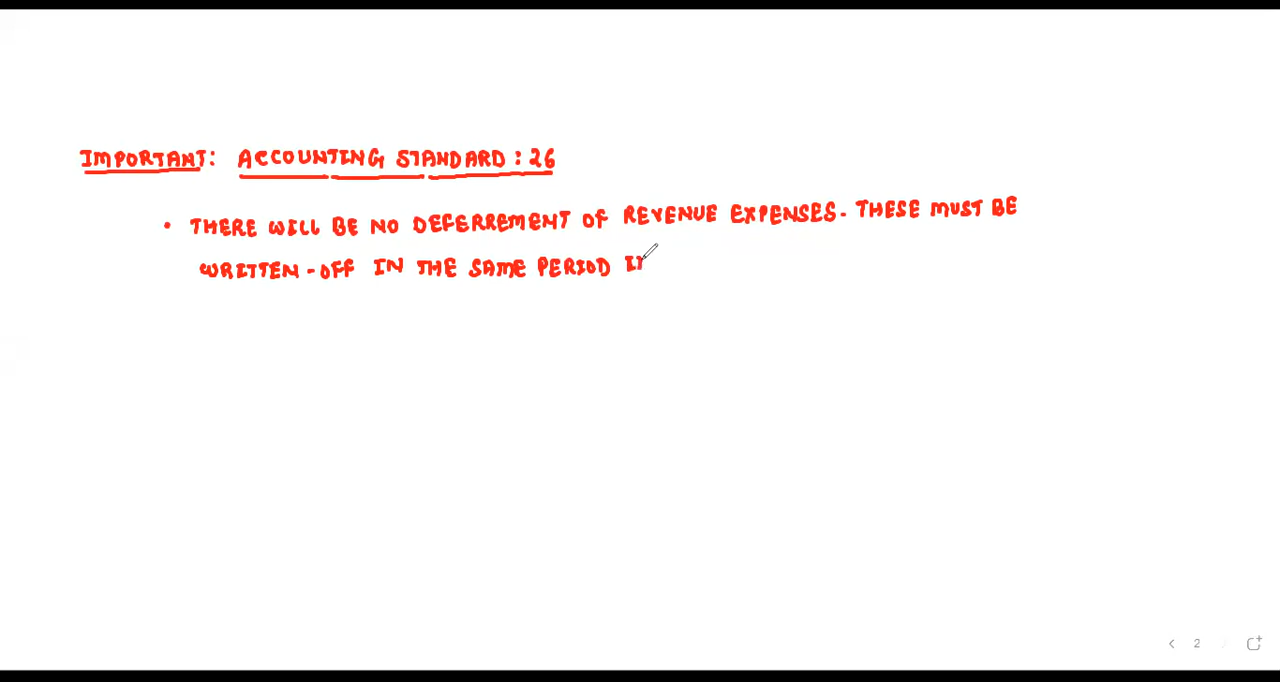 IMPORTANT: ACCOUNTING STANDARD: 26
• THERE WILL BE NO DEFERREMENT OF REVENUE EXPENSES. THESE MUST BE
WRITTEN-OFF IN THE SAME PERIOD
2